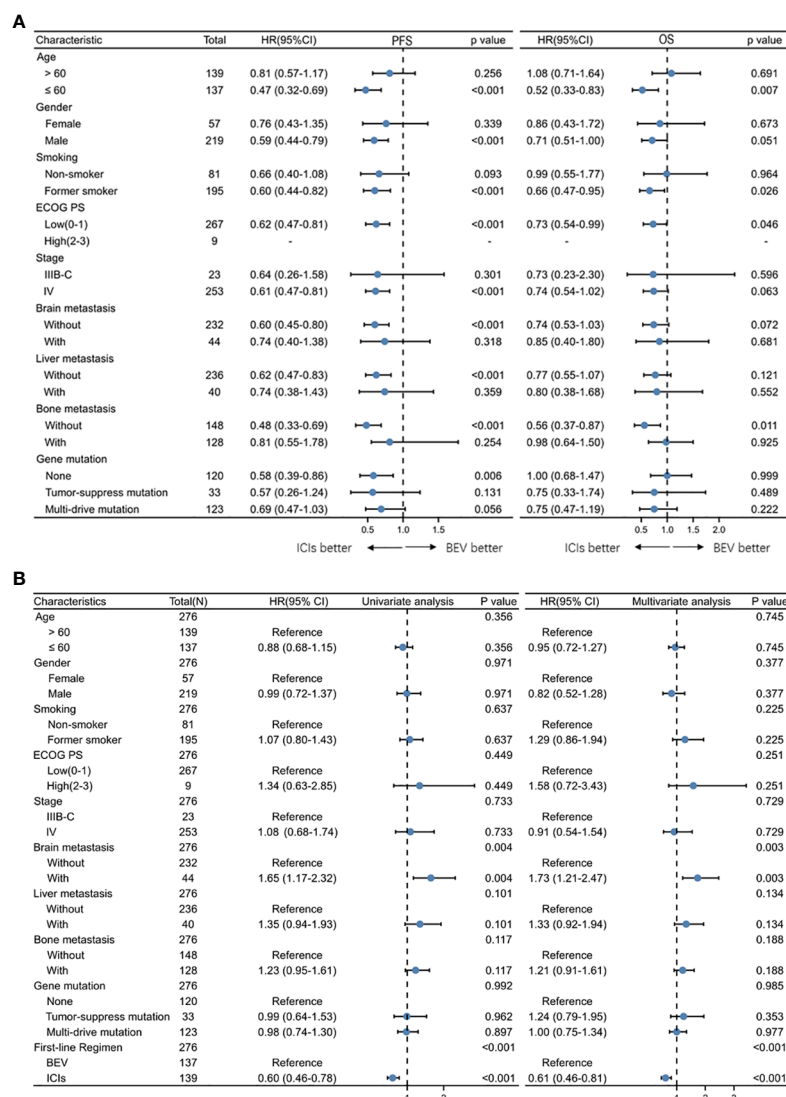 A
Characteristic Total HR(95%CI) PFS p value HR(95%CI) OS p value
Age
> 60 139 0.81 (0.57-1.17) 0.256 1.08 (0.71-1.64) 0.691
≤ 60 137 0.47 (0.32-0.69) <0.001 0.52 (0.33-0.83) 0.007
Gender
Female 57 0.76 (0.43-1.35) 0.339 0.86 (0.43-1.72) 0.673
Male 219 0.59 (0.44-0.79) <0.001 0.71 (0.51-1.00) 0.051
Smoking
Non-smoker 81 0.66 (0.40-1.08) 0.093 0.99 (0.55-1.77) 0.964
Former smoker 195 0.60 (0.44-0.82) <0.001 0.66 (0.47-0.95) 0.026
ECOG PS
Low(0-1) 267 0.62 (0.47-0.81) <0.001 0.73 (0.54-0.99) 0.046
High(2-3) 9 - - - -
Stage
IIIB-C 23 0.64 (0.26-1.58) 0.301 0.73 (0.23-2.30) 0.596
IV 253 0.61 (0.47-0.81) <0.001 0.74 (0.54-1.02) 0.063
Brain metastasis
Without 232 0.60 (0.45-0.80) <0.001 0.74 (0.53-1.03) 0.072
With 44 0.74 (0.40-1.38) 0.318 0.85 (0.40-1.80) 0.681
Liver metastasis
Without 236 0.62 (0.47-0.83) <0.001 0.77 (0.55-1.07) 0.121
With 40 0.74 (0.38-1.43) 0.359 0.80 (0.38-1.68) 0.552
Bone metastasis
Without 148 0.48 (0.33-0.69) <0.001 0.56 (0.37-0.87) 0.011
With 128 0.81 (0.55-1.78) 0.254 0.98 (0.64-1.50) 0.925
Gene mutation
None 120 0.58 (0.39-0.86) 0.006 1.00 (0.68-1.47) 0.999
Tumor-suppress mutation 33 0.57 (0.26-1.24) 0.131 0.75 (0.33-1.74) 0.489
Multi-drive mutation 123 0.69 (0.47-1.03) 0.056 0.75 (0.47-1.19) 0.222
0.5 1.0 1.5 0.5 1.0 1.5 2.0
ICIs better BEV better ICIs better BEV better
B
Characteristics Total(N) HR(95% CI) Univariate analysis P value HR(95% CI) Multivariate analysis P value
Age 276 0.356 0.745
> 60 139 Reference Reference
≤ 60 137 0.88 (0.68-1.15) 0.356 0.95 (0.72-1.27) 0.745
Gender 276 0.971 0.377
Female 57 Reference Reference
Male 219 0.99 (0.72-1.37) 0.971 0.82 (0.52-1.28) 0.377
Smoking 276 0.637 0.225
Non-smoker 81 Reference Reference
Former smoker 195 1.07 (0.80-1.43) 0.637 1.29 (0.86-1.94) 0.225
ECOG PS 276 0.449 0.251
Low(0-1) 267 Reference Reference
High(2-3) 9 1.34 (0.63-2.85) 0.449 1.58 (0.72-3.43) 0.251
Stage 276 0.733 0.729
IIIB-C 23 Reference Reference
IV 253 1.08 (0.68-1.74) 0.733 0.91 (0.54-1.54) 0.729
Brain metastasis 276 0.004 0.003
Without 232 Reference Reference
With 44 1.65 (1.17-2.32) 0.004 1.73 (1.21-2.47) 0.003
Liver metastasis 276 0.101 0.134
Without 236 Reference Reference
With 40 1.35 (0.94-1.93) 0.101 1.33 (0.92-1.94) 0.134
Bone metastasis 276 0.117 0.188
Without 148 Reference Reference
With 128 1.23 (0.95-1.61) 0.117 1.21 (0.91-1.61) 0.188
Gene mutation 276 0.992 0.985
None 120 Reference Reference
Tumor-suppress mutation 33 0.99 (0.64-1.53) 0.962 1.24 (0.79-1.95) 0.353
Multi-drive mutation 123 0.98 (0.74-1.30) 0.897 1.00 (0.75-1.34) 0.977
First-line Regimen 276 <0.001 <0.001
BEV 137 Reference Reference
ICIs 139 0.60 (0.46-0.78) <0.001 0.61 (0.46-0.81) <0.001